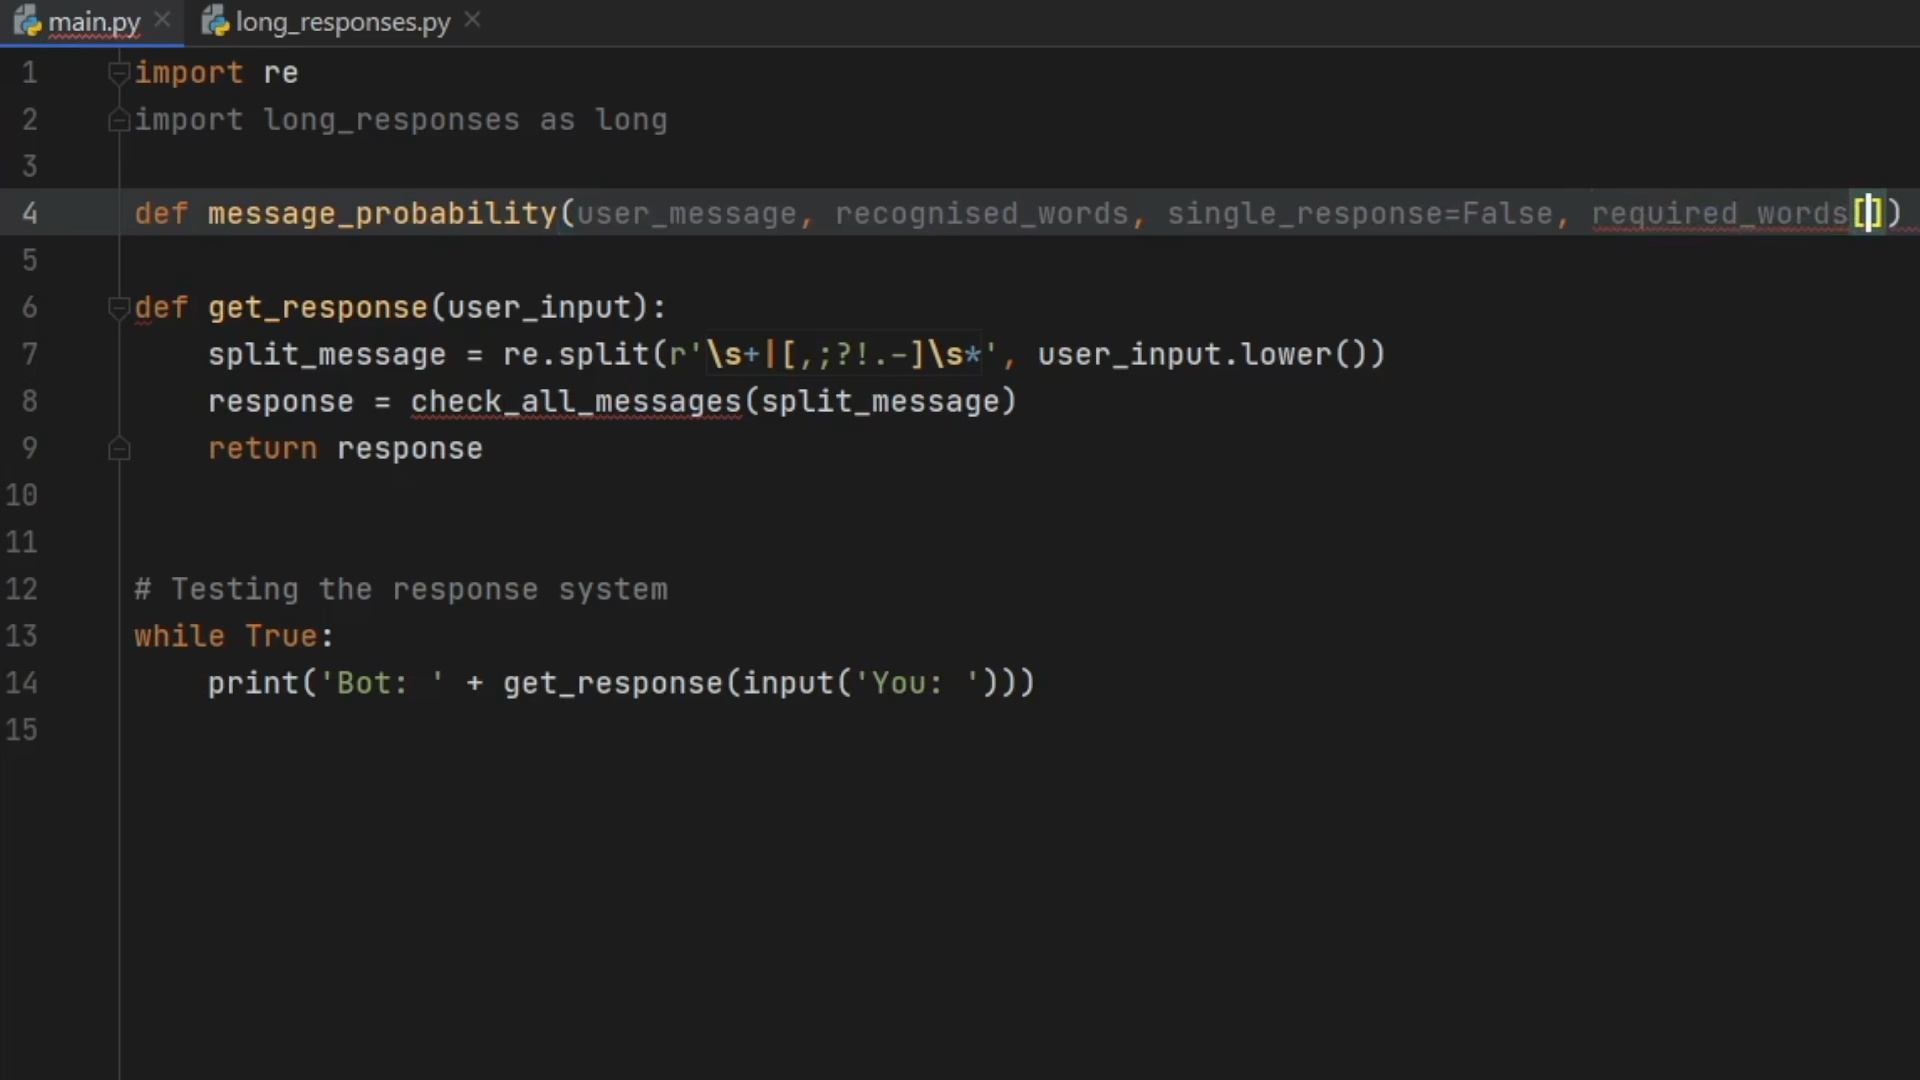 main.py long_responses.py
1 import re
2 import long_responses as long
3
4 def message_probability(user_message, recognised_words, single_response=False, required_words[])
5
6 def get_response(user_input):
7     split_message = re.split(r'\s+|[,;?!.-]\s*', user_input.lower())
8     response = check_all_messages(split_message)
9     return response
10
11
12 # Testing the response system
13 while True:
14     print('Bot: ' + get_response(input('You: ')))
15